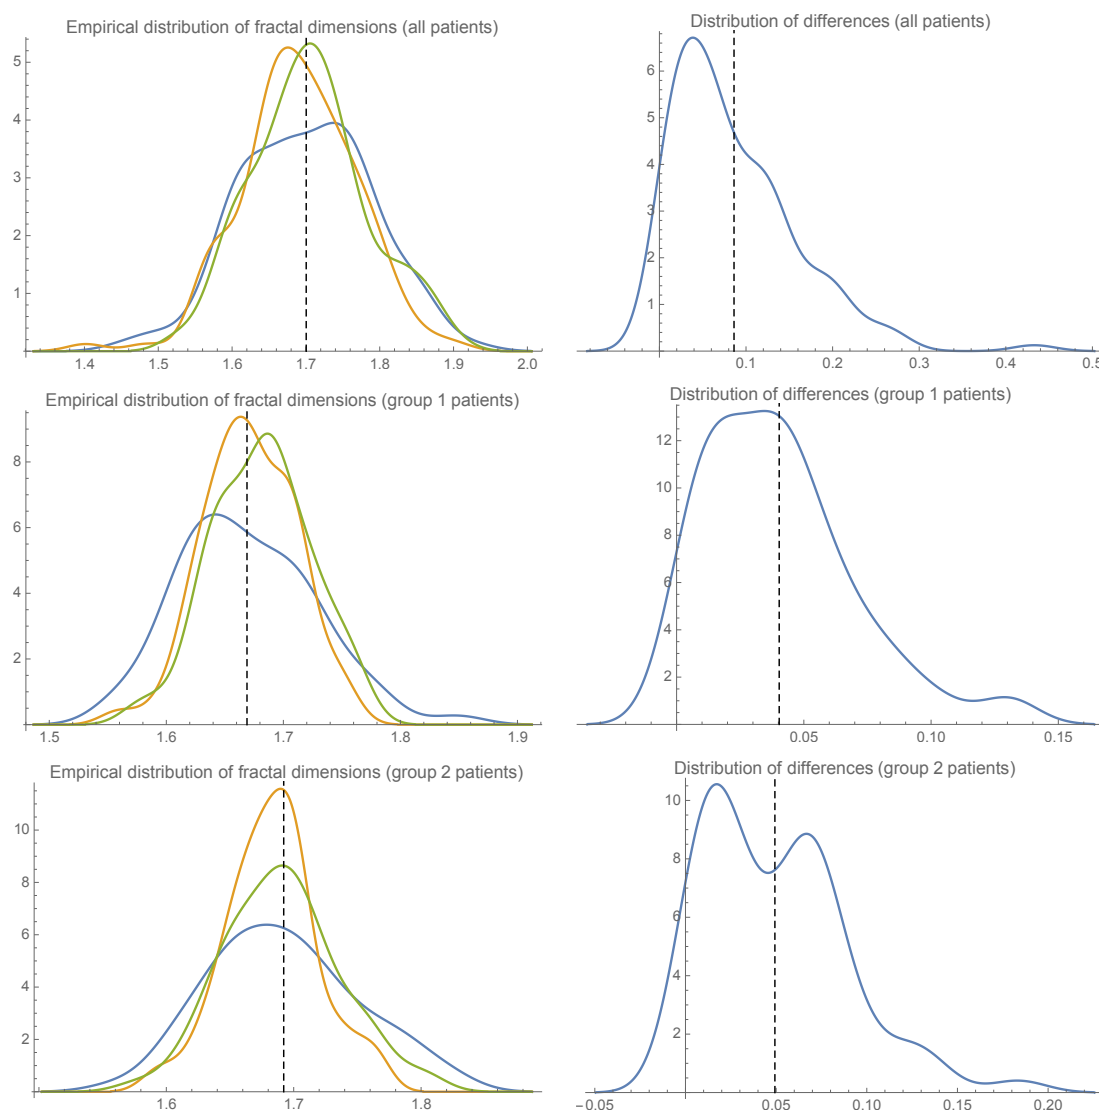 Empirical distribution of fractal dimensions (all patients)
5
4
3
2
1
1.4 1.5 1.6 1.7 1.8 1.9 2.0
Distribution of differences (all patients)
6
5
4
3
2
1
0.1 0.2 0.3 0.4 0.5
Empirical distribution of fractal dimensions (group 1 patients)
8
6
4
2
1.5 1.6 1.7 1.8 1.9
Distribution of differences (group 1 patients)
12
10
8
6
4
2
0.05 0.10 0.15
Empirical distribution of fractal dimensions (group 2 patients)
10
8
6
4
2
1.6 1.7 1.8
Distribution of differences (group 2 patients)
10
8
6
4
2
−0.05 0.05 0.10 0.15 0.20